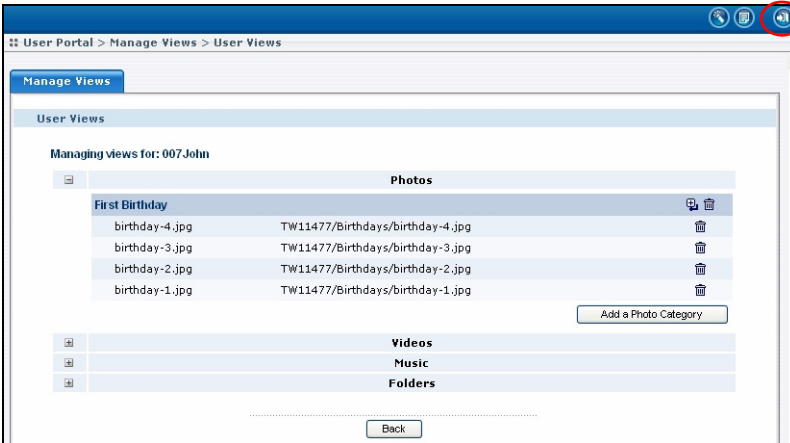 User Portal > Manage Views > User Views
Manage Views
User Views
Managing views for: 007John
Photos
First Birthday
birthday-4.jpg TW11477/Birthdays/birthday-4.jpg
birthday-3.jpg TW11477/Birthdays/birthday-3.jpg
birthday-2.jpg TW11477/Birthdays/birthday-2.jpg
birthday-1.jpg TW11477/Birthdays/birthday-1.jpg
Add a Photo Category
Videos
Music
Folders
Back